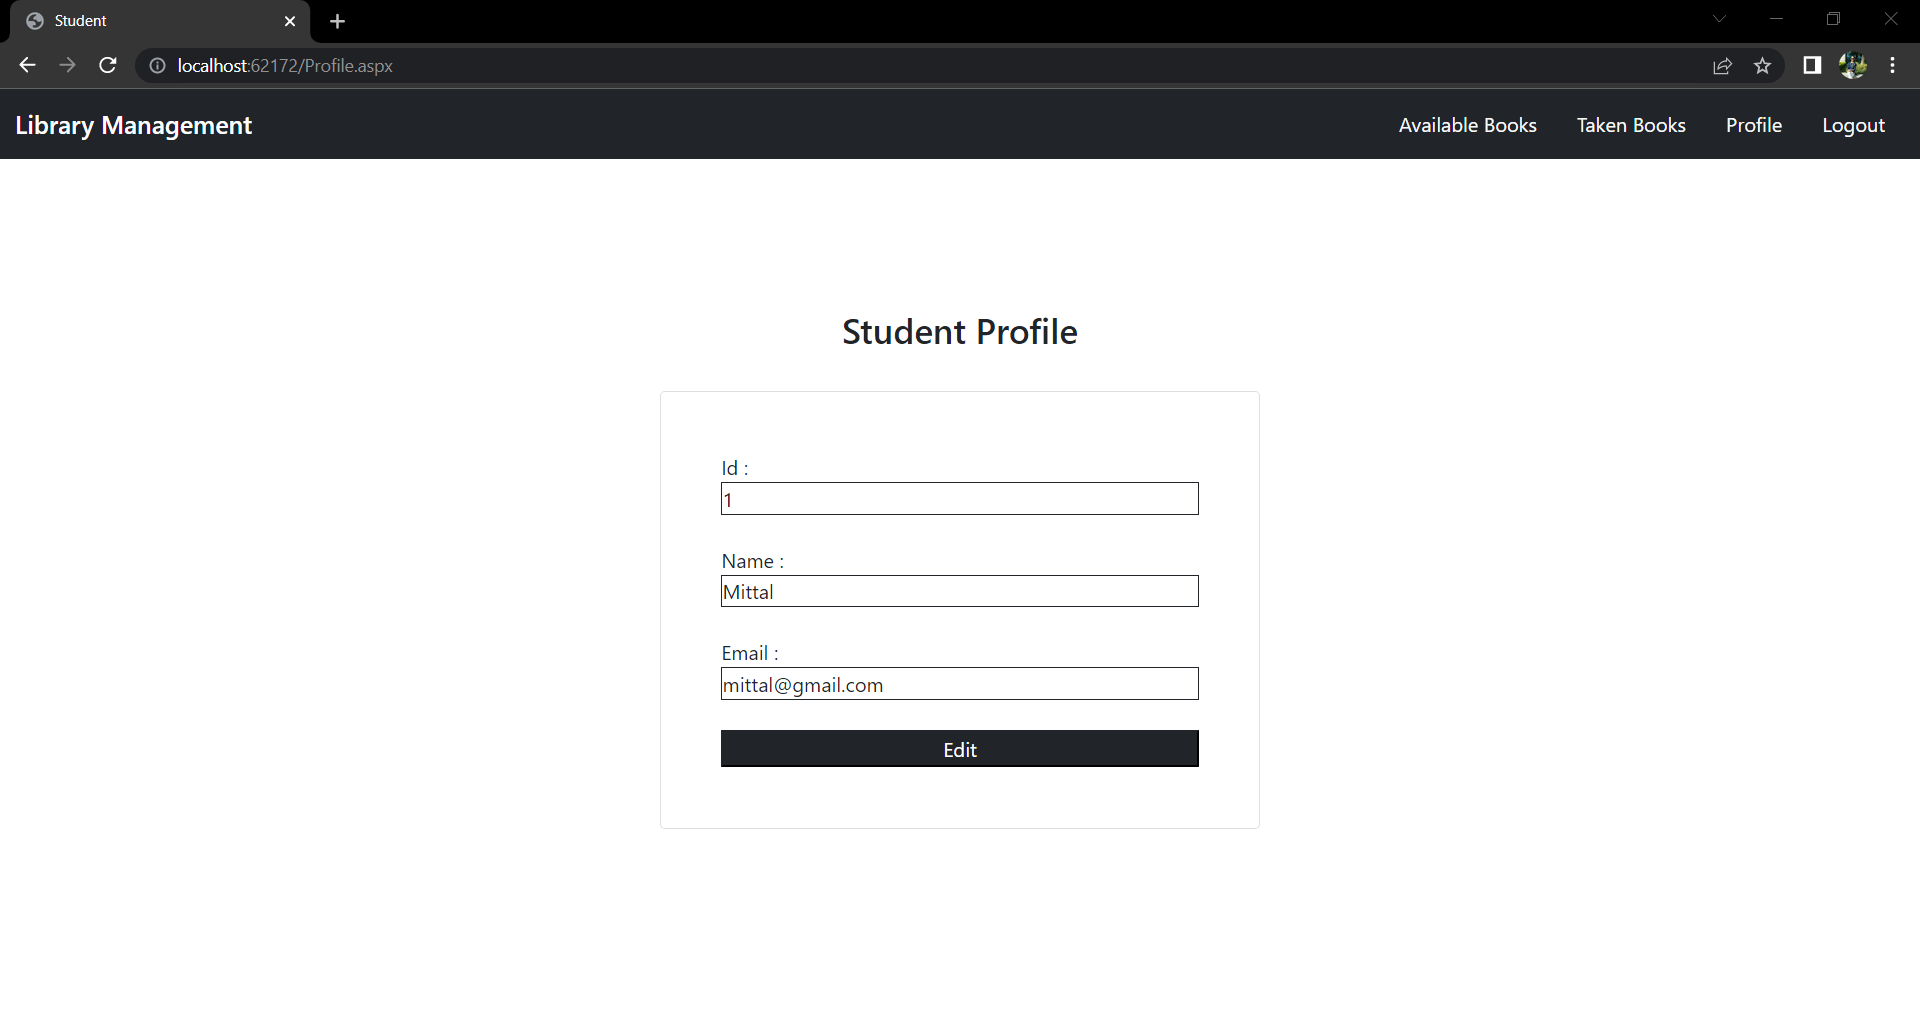 Student
localhost:62172/Profile.aspx
Library Management
Available Books
Taken Books
Profile
Logout
Student Profile
Id :
1
Name :
Mittal
Email :
mittal@gmail.com
Edit